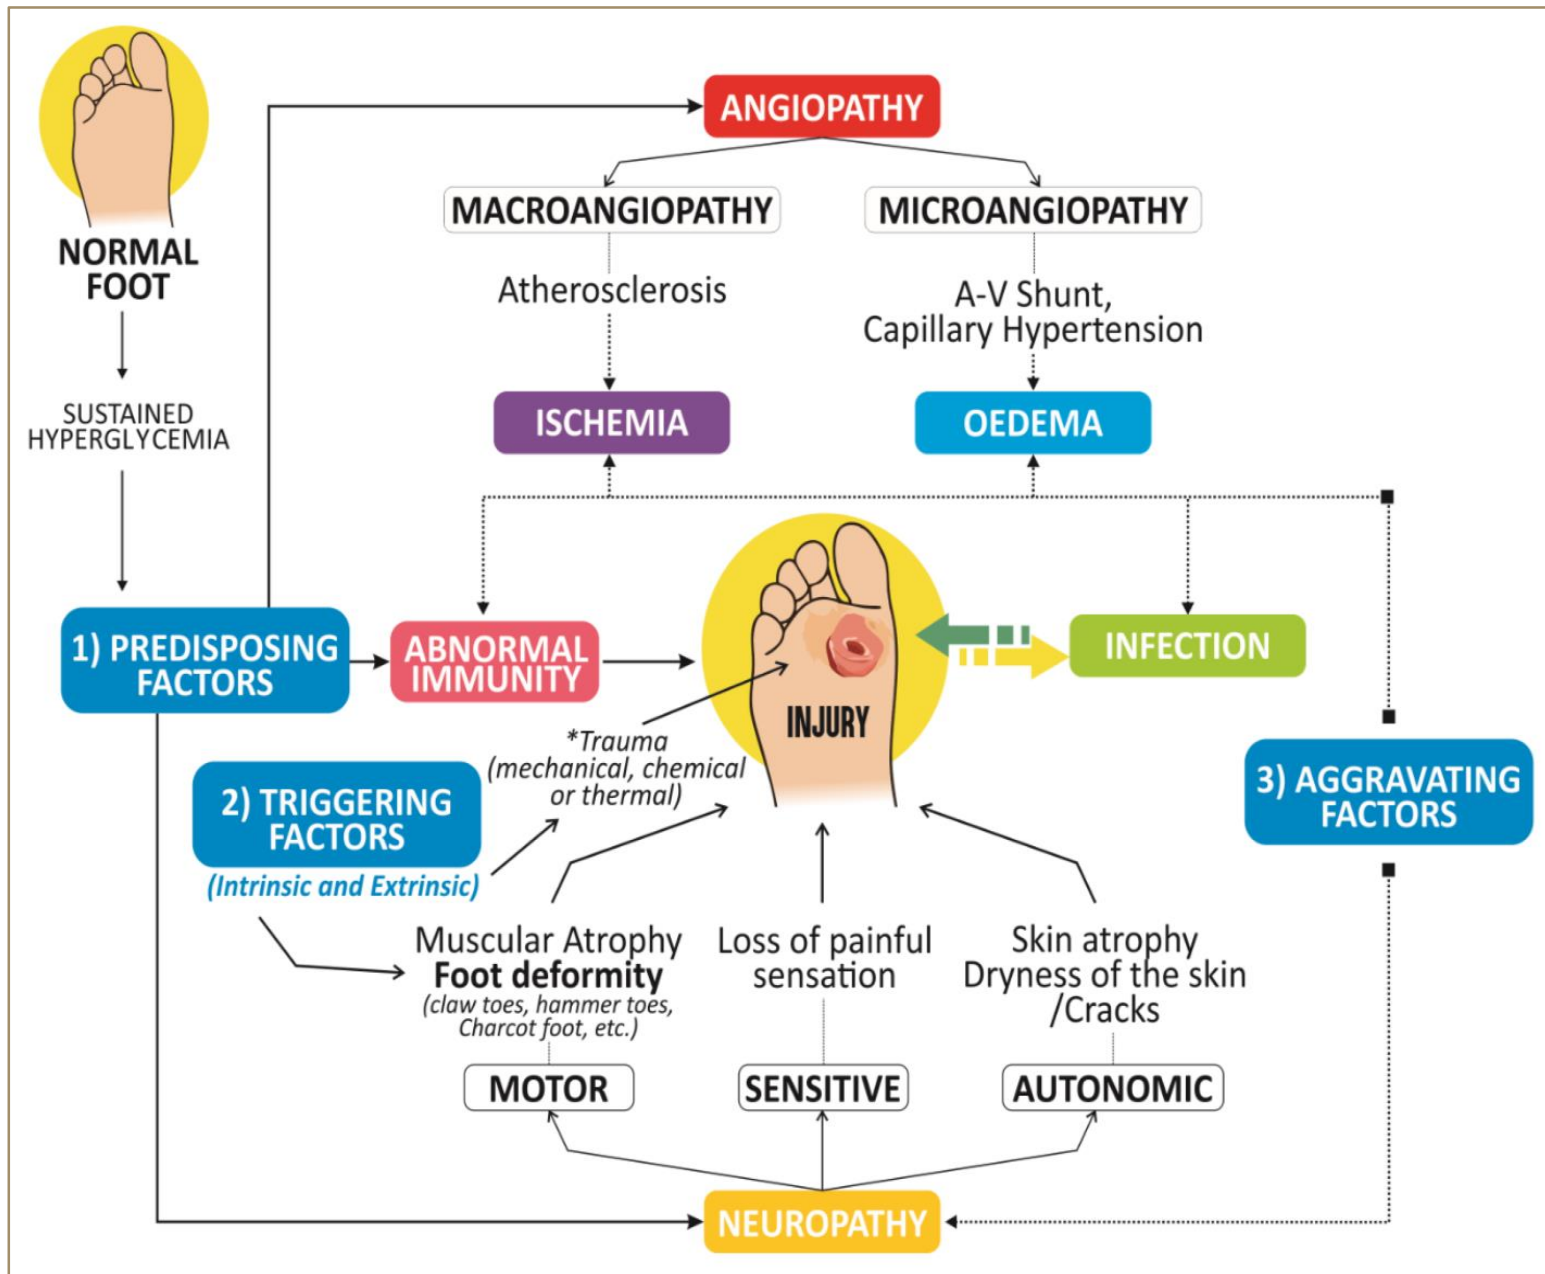 ANGIOPATHY
MACROANGIOPATHY
MICROANGIOPATHY
NORMAL
FOOT
Atherosclerosis
A-V Shunt,
Capillary Hypertension
SUSTAINED
HYPERGLYCEMIA
ISCHEMIA
OEDEMA
1) PREDISPOSING
FACTORS
ABNORMAL
IMMUNITY
INJURY
INFECTION
*Trauma
(mechanical, chemical
or thermal)
2) TRIGGERING
FACTORS
(Intrinsic and Extrinsic)
3) AGGRAVATING
FACTORS
Muscular Atrophy
Foot deformity
(claw toes, hammer toes,
Charcot foot, etc.)
Loss of painful
sensation
Skin atrophy
Dryness of the skin
/Cracks
MOTOR
SENSITIVE
AUTONOMIC
NEUROPATHY